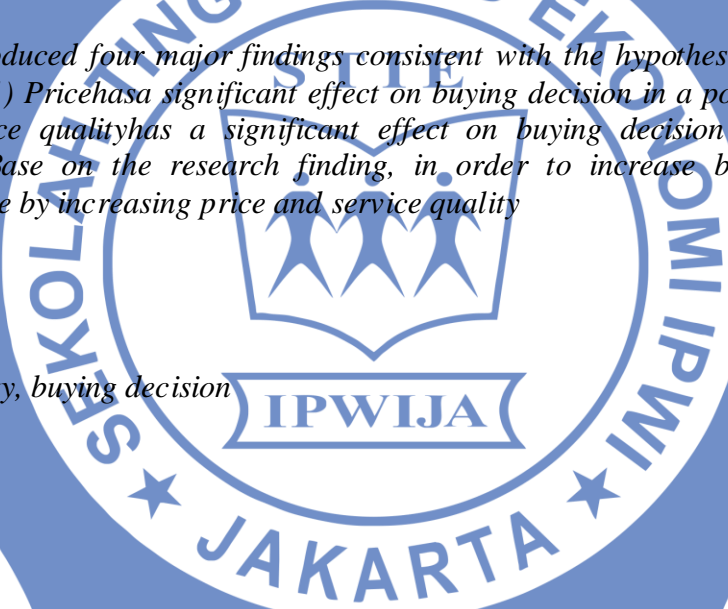 SEKOLAH TING
EKONOMI IPWI
STIE
oduced four major findings consistent with the hypothes
) Pricehasa significant effect on buying decision in a po
ce qualityhas a significant effect on buying decision
Base on the research finding, in order to increase b
e by increasing price and service quality
y, buying decision
IPWIJA
JAKARTA